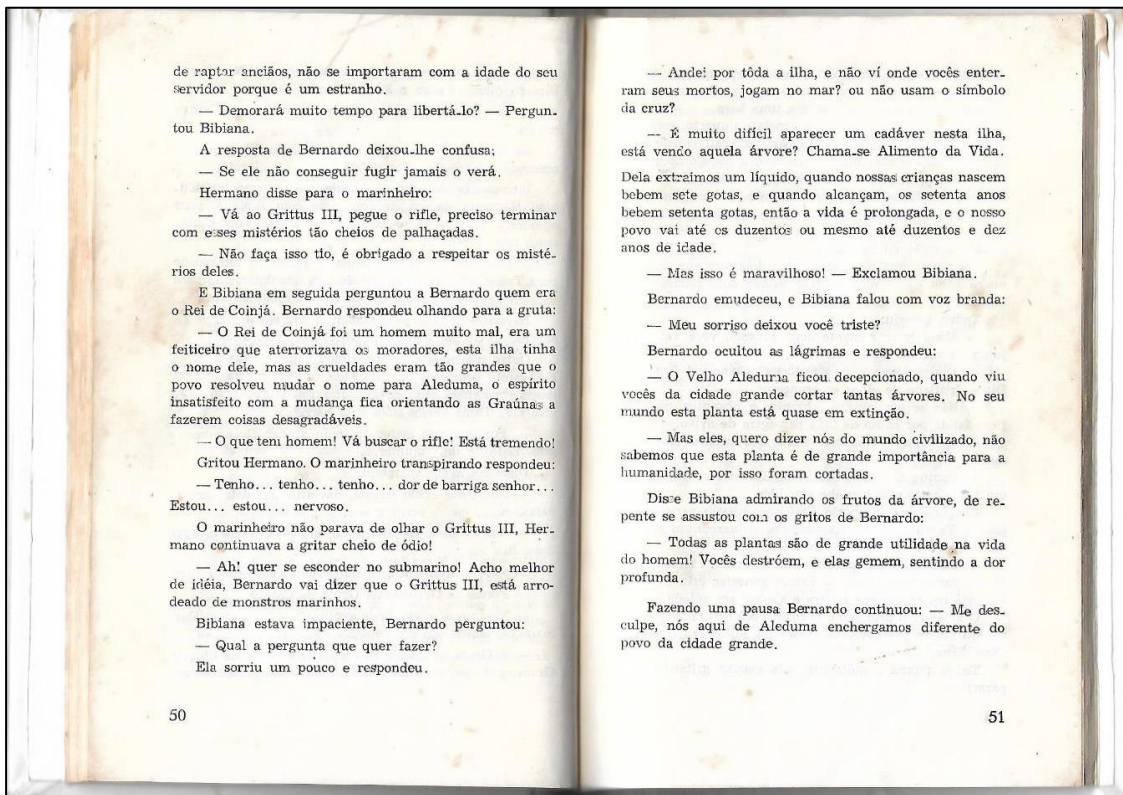 de raptar anciãos, não se importaram com a idade do seu
servidor porque é um estranho.
— Demorará muito tempo para libertá-lo? — Pergun-
tou Bibiana.
A resposta de Bernardo deixou-lhe confusa;
— Se ele não conseguir fugir jamais o verá.
Hermano disse para o marinheiro:
— Vá ao Grittus III, pegue o rifle, preciso terminar
com esses mistérios tão cheios de palhaçadas.
— Não faça isso tio, é obrigado a respeitar os misté-
rios deles.
E Bibiana em seguida perguntou a Bernardo quem era
o Rei de Coinjá. Bernardo respondeu olhando para a gruta:
— O Rei de Coinjá foi um homem muito mal, era um
feiticeiro que aterrorizava os moradores, esta ilha tinha
o nome dele, mas as crueldades eram tão grandes que o
povo resolveu mudar o nome para Aleduma, o espírito
insatisfeito com a mudança fica orientando as Graúnas a
fazerem coisas desagradáveis.
— O que tem homem! Vá buscar o rifle! Está tremendo!
Gritou Hermano. O marinheiro transpirando respondeu:
— Tenho... tenho... tenho... dor de barriga senhor...
Estou... estou... nervoso.
O marinheiro não parava de olhar o Grittus III, Her-
mano continuava a gritar cheio de ódio!
— Ah! quer se esconder no submarino! Acho melhor
de idéia, Bernardo vai dizer que o Grittus III, está arro-
deado de monstros marinhos.
Bibiana estava impaciente, Bernardo perguntou:
— Qual a pergunta que quer fazer?
Ela sorriu um pouco e respondeu.
50
— Andei por tôda a ilha, e não ví onde vocês enter-
ram seus mortos, jogam no mar? ou não usam o símbolo
da cruz?
— É muito difícil aparecer um cadáver nesta ilha,
está vendo aquela árvore? Chama-se Alimento da Vida.
Dela extraimos um líquido, quando nossas crianças nascem
bebem sete gotas, e quando alcançam, os setenta anos
bebem setenta gotas, então a vida é prolongada, e o nosso
povo vai até os duzentos ou mesmo até duzentos e dez
anos de idade.
— Mas isso é maravilhoso! — Exclamou Bibiana.
Bernardo emudeceu, e Bibiana falou com voz branda:
— Meu sorriso deixou você triste?
Bernardo ocultou as lágrimas e respondeu:
— O Velho Aleduma ficou decepcionado, quando viu
vocês da cidade grande cortar tantas árvores. No seu
mundo esta planta está quase em extinção.
— Mas eles, quero dizer nós do mundo civilizado, não
sabemos que esta planta é de grande importância para a
humanidade, por isso foram cortadas.
Disse Bibiana admirando os frutos da árvore, de re-
pente se assustou com os gritos de Bernardo:
— Todas as plantas são de grande utilidade na vida
do homem! Vocês destróem, e elas gemem, sentindo a dor
profunda.
Fazendo uma pausa Bernardo continuou: — Me des-
culpe, nós aqui de Aleduma enchergamos diferente do
povo da cidade grande.
51